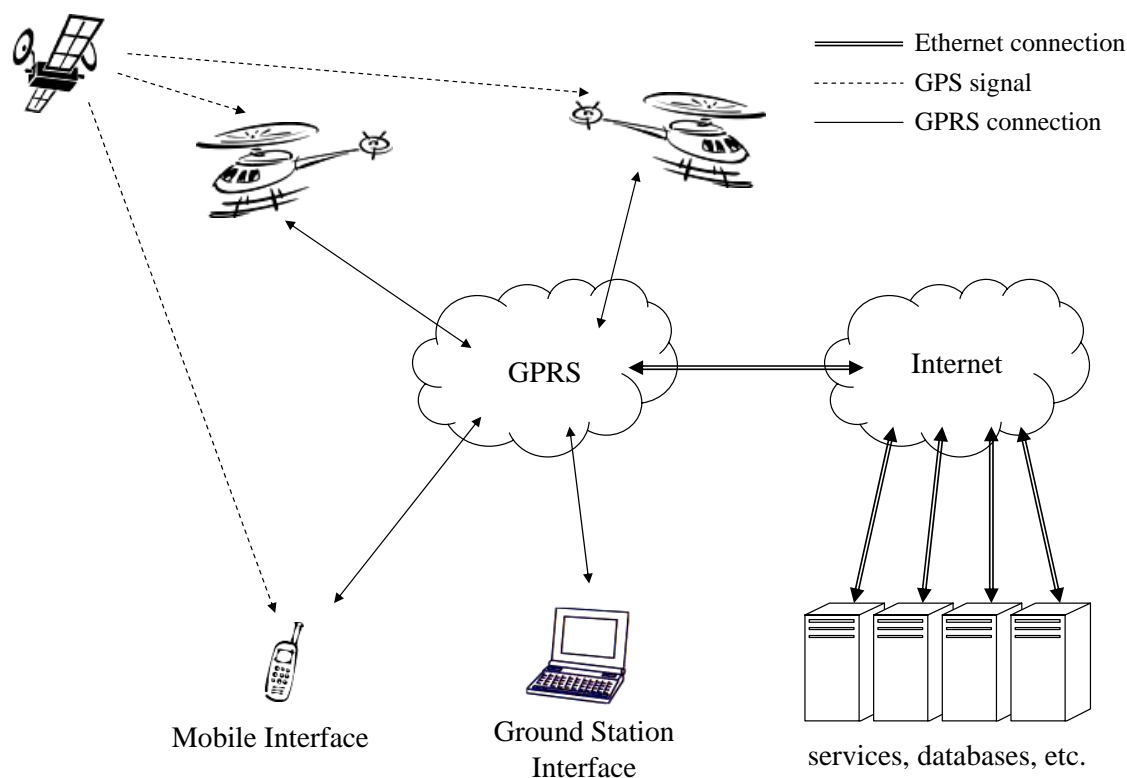 Ethernet connection
GPS signal
GPRS connection
GPRS
Internet
Mobile Interface
Ground Station
Interface
services, databases, etc.